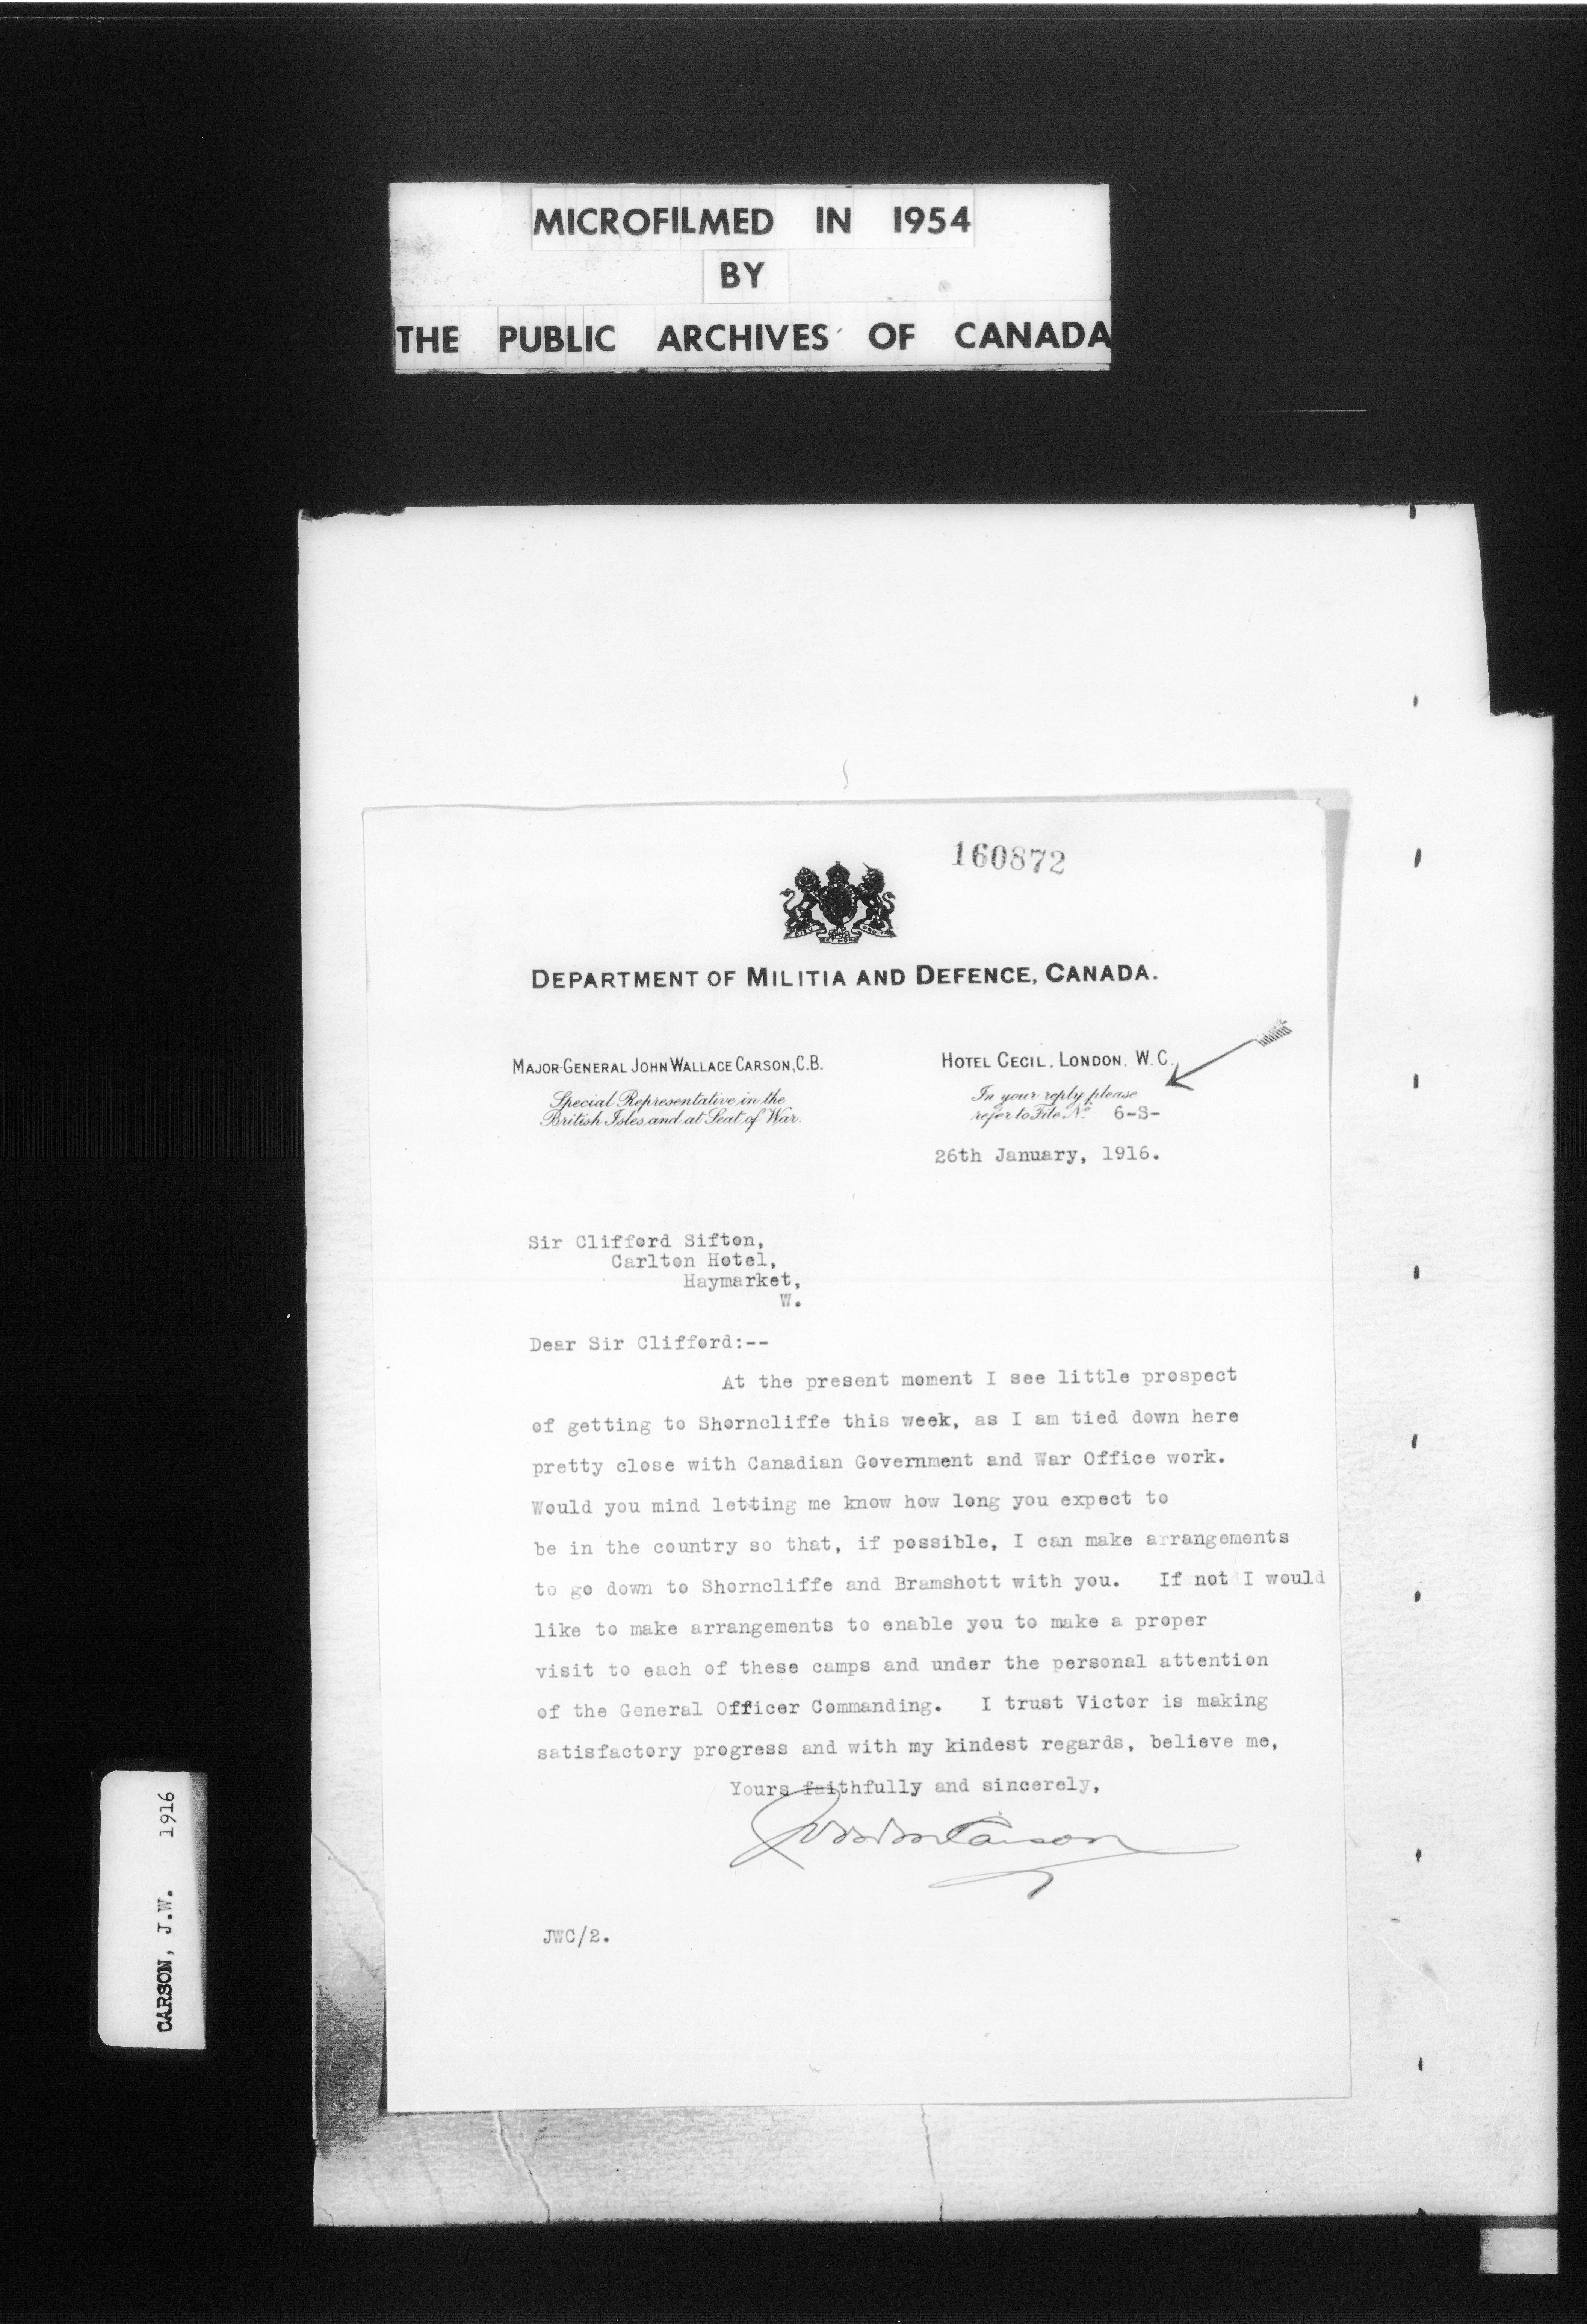 MICROFILMED IN 1954
BY
THE PUBLIC ARCHIVES OF CANADA
160872
DEPARTMENT OF MILITIA AND DEFENCE, CANADA.
MAJOR-GENERAL JOHN WALLACE CARSON, C.B.
Special Representative in the
British Isles and at Seat of War.
HOTEL CECIL, LONDON, W.C.
In your reply please
refer to File No. 6-S-
26th January, 1916.
Sir Clifford Sifton,
Carlton Hotel,
Haymarket,
W.
Dear Sir Clifford:--
At the present moment I see little prospect
of getting to Shorncliffe this week, as I am tied down here
pretty close with Canadian Government and War Office work.
Would you mind letting me know how long you expect to
be in the country so that, if possible, I can make arrangements
to go down to Shorncliffe and Bramshott with you. If not I would
like to make arrangements to enable you to make a proper
visit to each of these camps and under the personal attention
of the General Officer Commanding. I trust Victor is making
satisfactory progress and with my kindest regards, believe me,
Yours faithfully and sincerely,
Carson
JWC/2.
CARSON, J.W. 1916